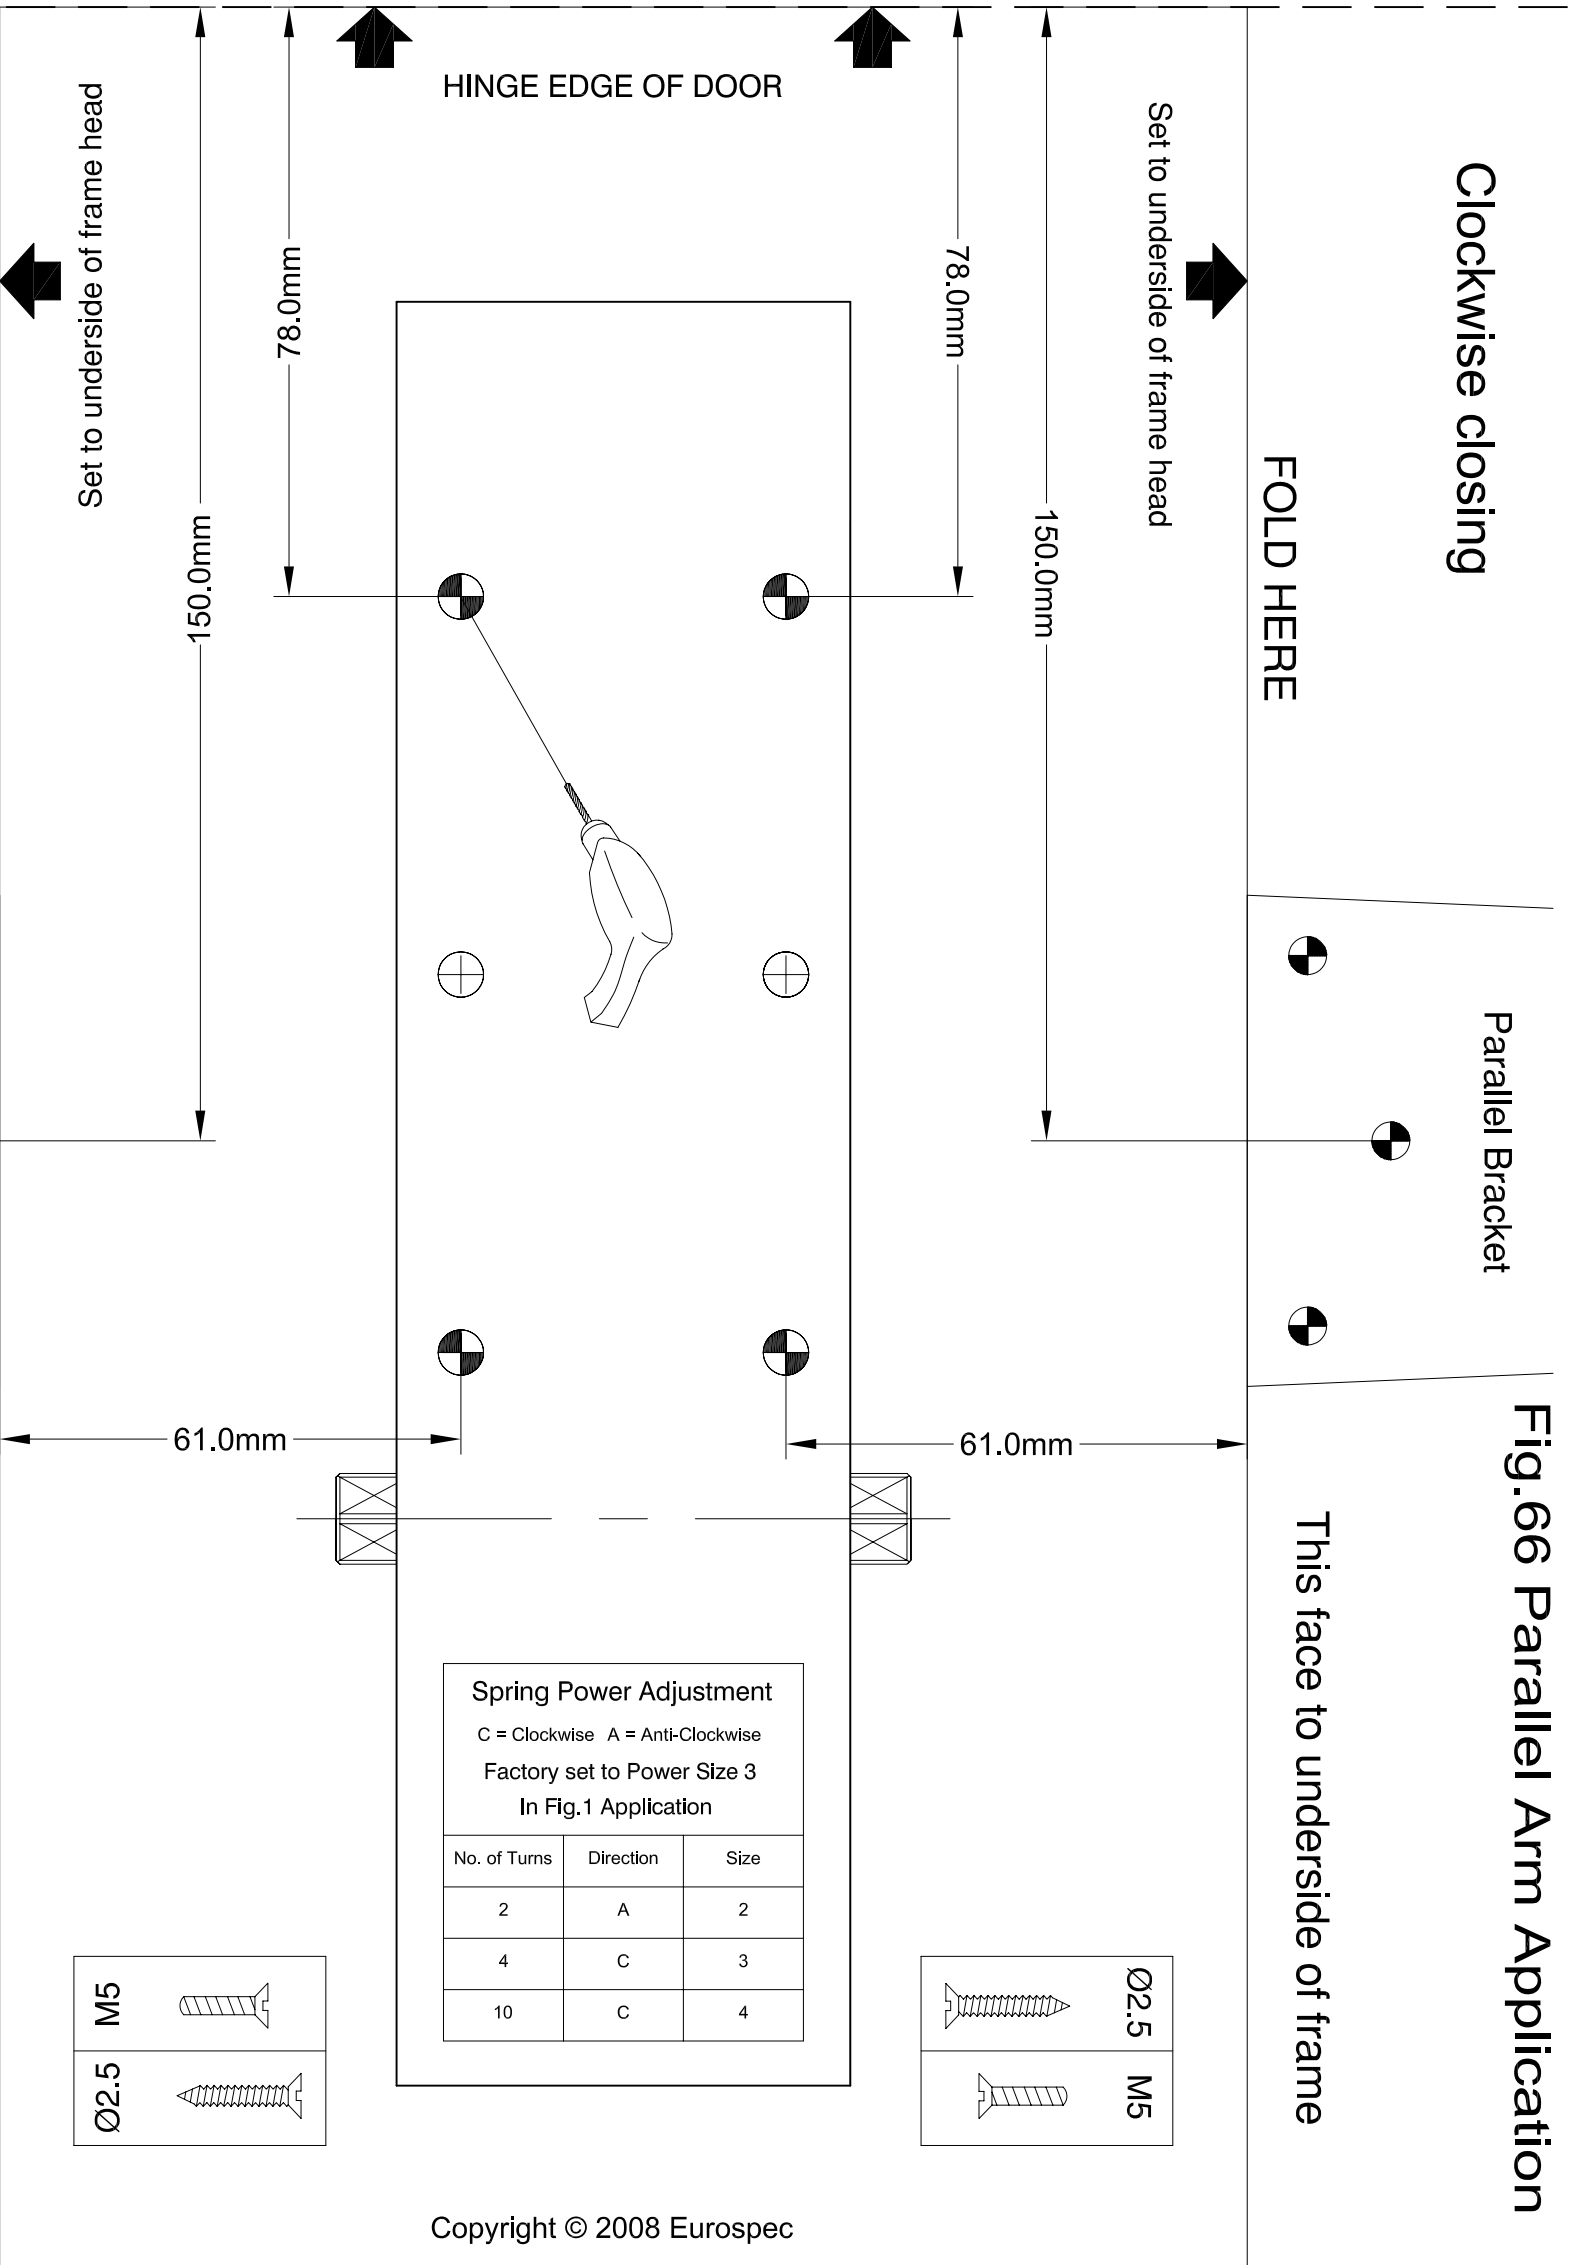 HINGE EDGE OF DOOR
Clockwise closing
Fig.66 Parallel Arm Application
Parallel Bracket
FOLD HERE
This face to underside of frame
Set to underside of frame head
Set to underside of frame head
78.0mm
78.0mm
150.0mm
150.0mm
61.0mm
61.0mm
Spring Power Adjustment
C = Clockwise A = Anti-Clockwise
Factory set to Power Size 3
In Fig.1 Application
No. of Turns Direction Size
2 A 2
4 C 3
10 C 4
M5
Ø2.5
Ø2.5
M5
Copyright © 2008 Eurospec